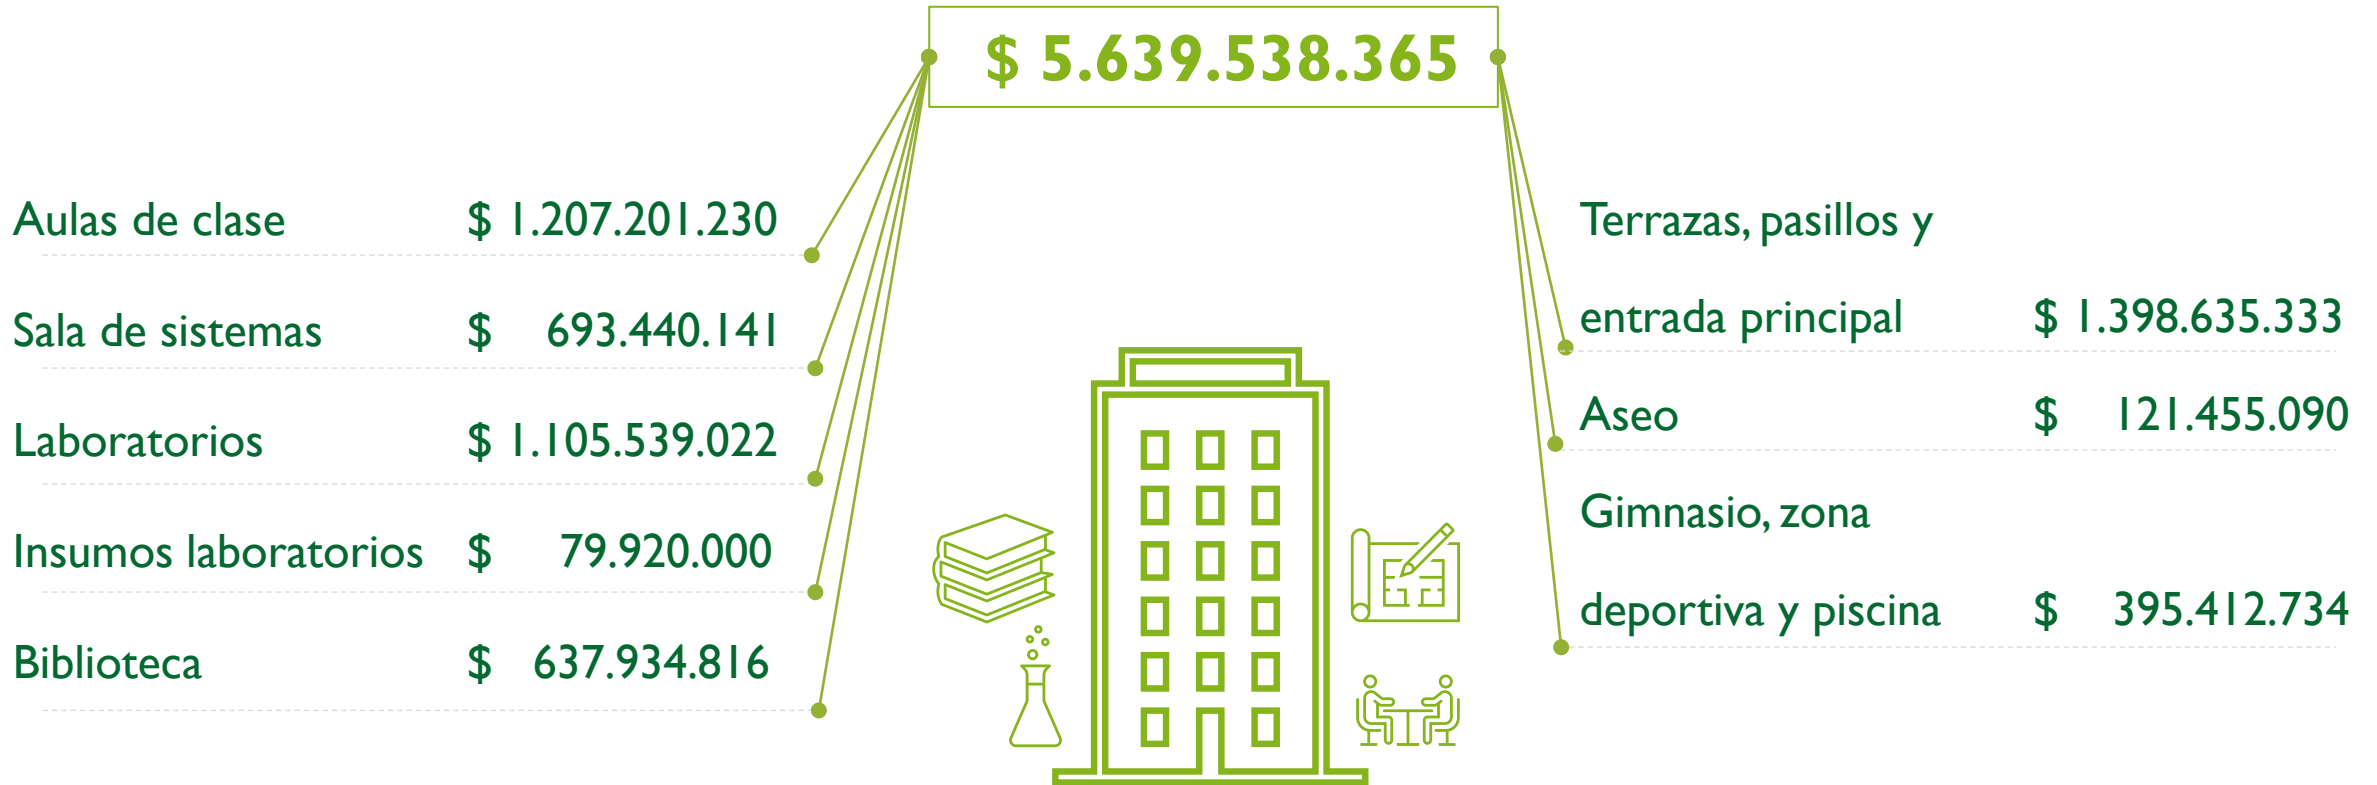 $ 5.639.538.365
Aulas de clase $ 1.207.201.230
Sala de sistemas $ 693.440.141
Laboratorios $ 1.105.539.022
Insumos laboratorios $ 79.920.000
Biblioteca $ 637.934.816
Terrazas, pasillos y
entrada principal $ 1.398.635.333
Aseo $ 121.455.090
Gimnasio, zona
deportiva y piscina $ 395.412.734